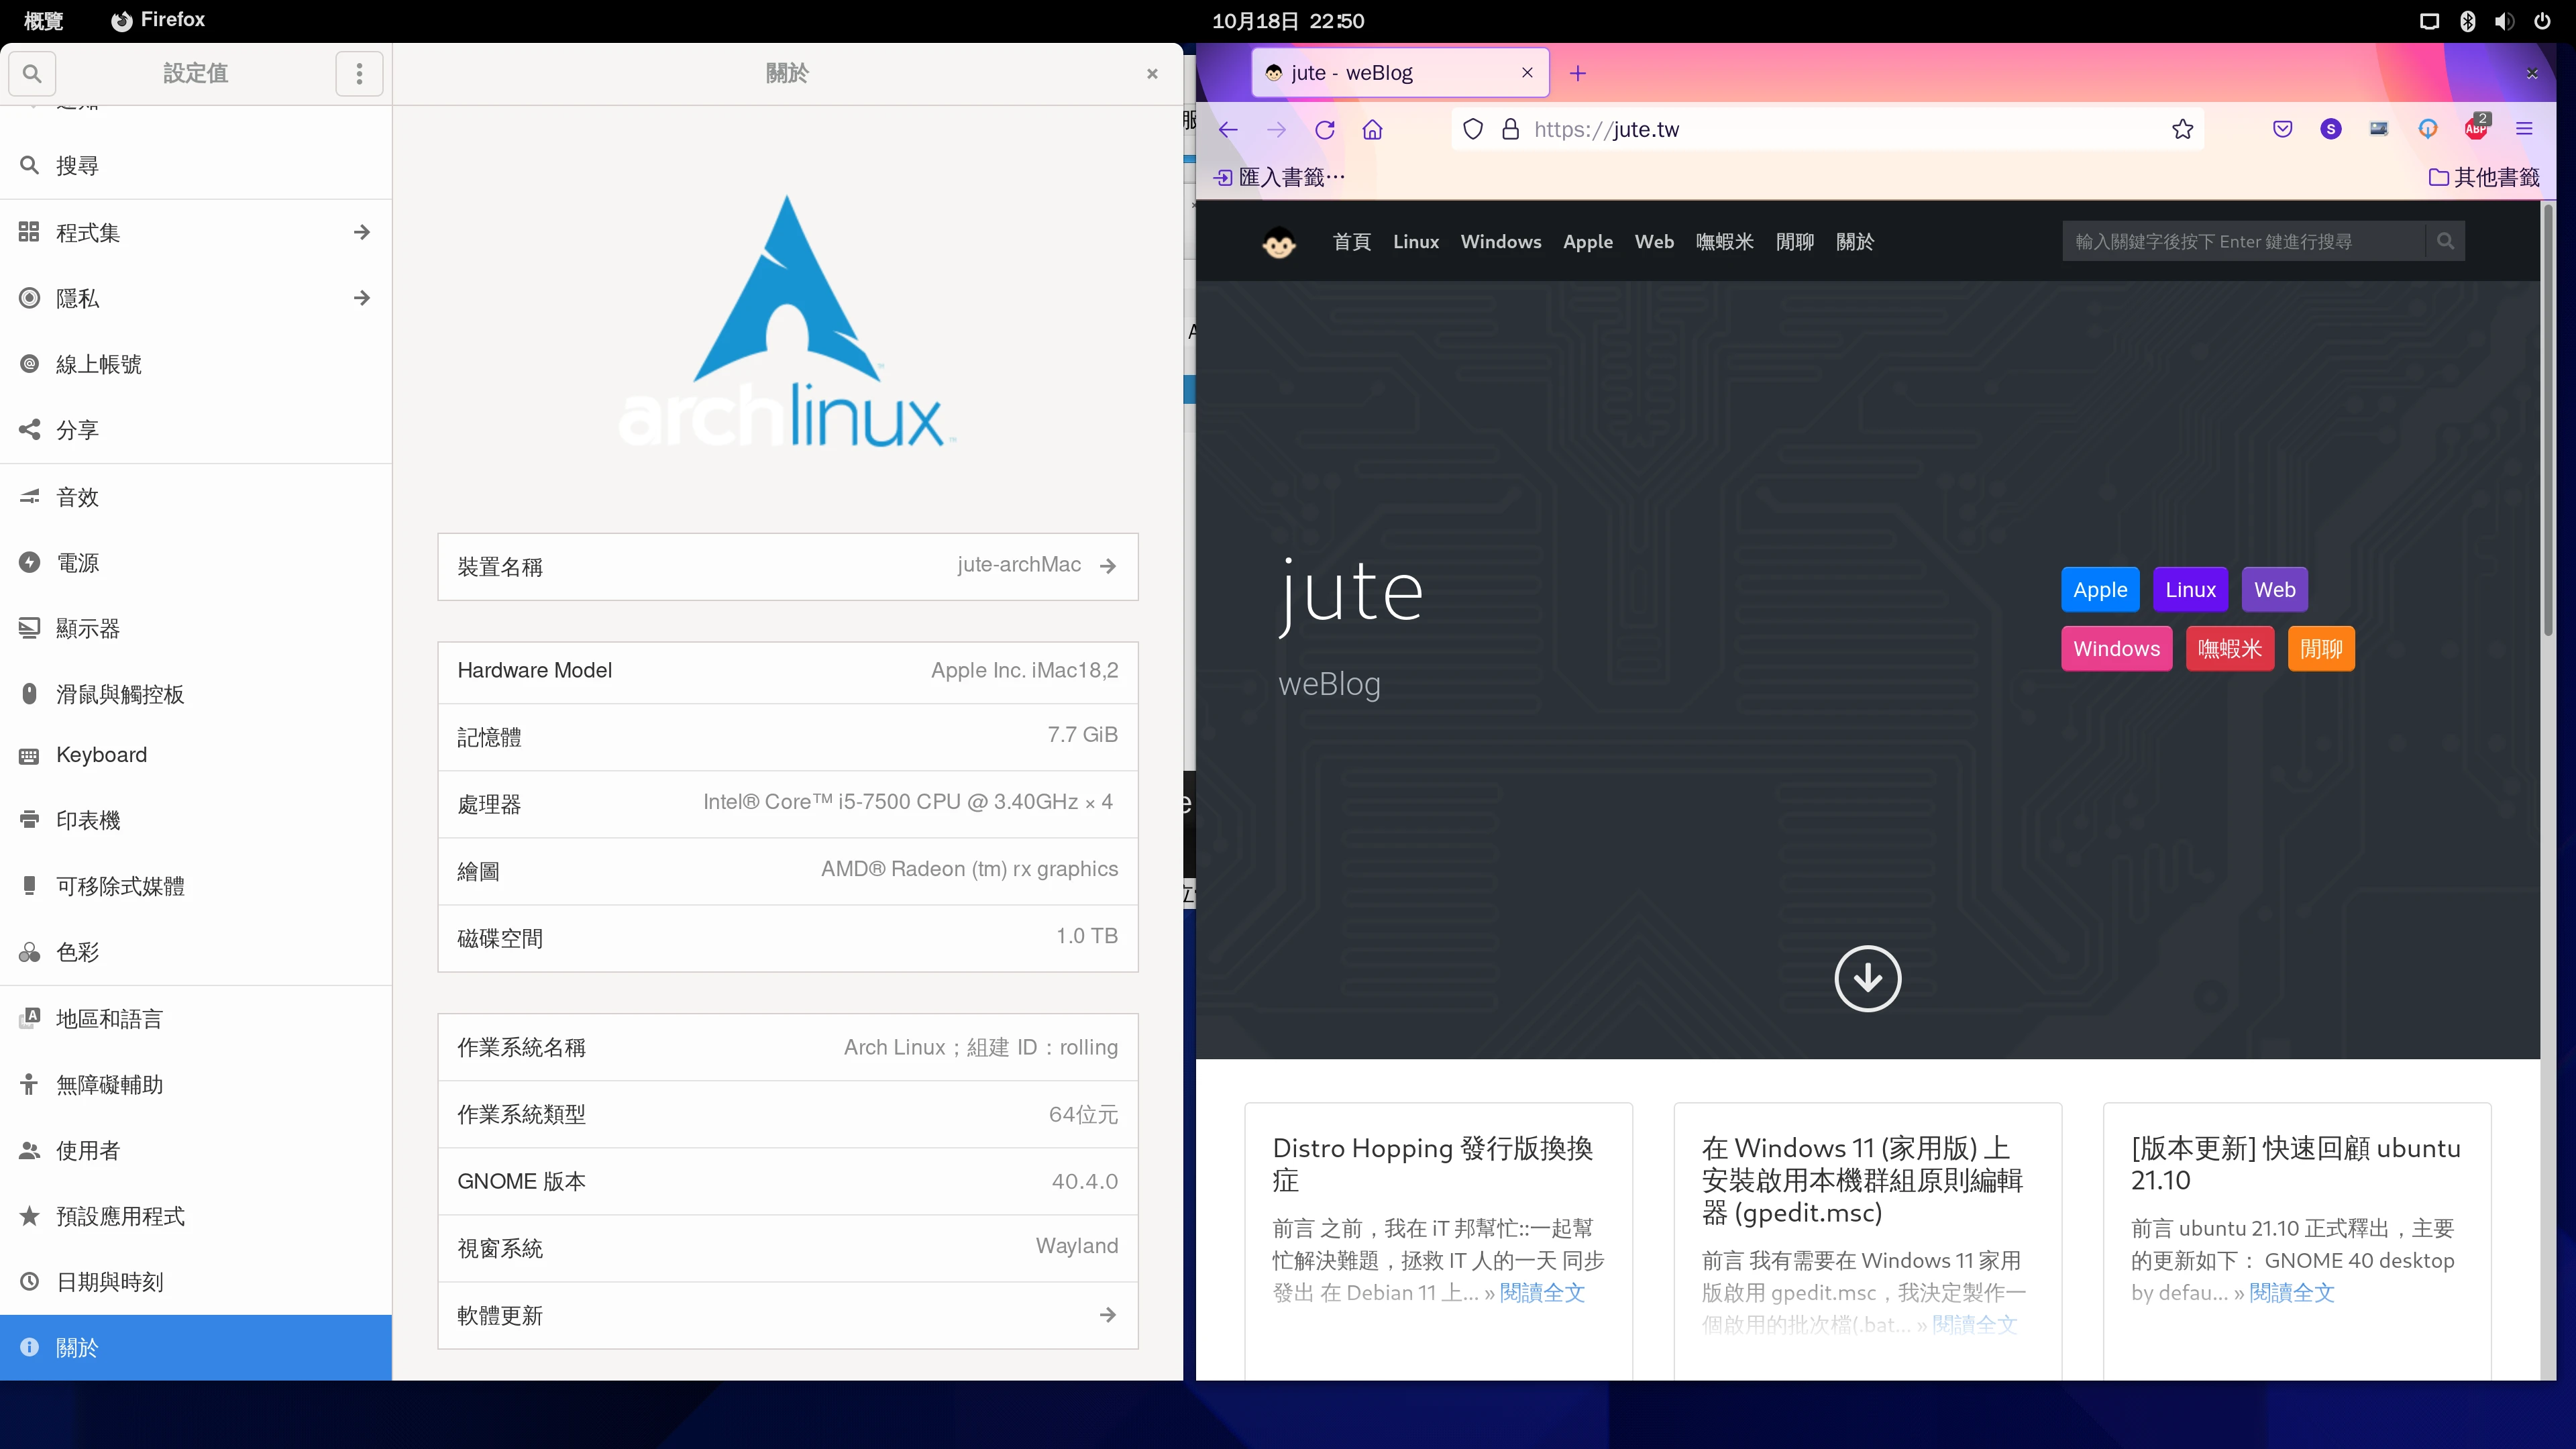 概覽 Firefox 10月18日 22:50
設定值
關於
搜尋
程式集
隱私
線上帳號
分享
音效
電源
顯示器
滑鼠與觸控板
Keyboard
印表機
可移除式媒體
色彩
地區和語言
無障礙輔助
使用者
預設應用程式
日期與時刻
關於
archlinux
裝置名稱 jute-archMac
Hardware Model Apple Inc. iMac18,2
記憶體 7.7 GiB
處理器 Intel® Core™ i5-7500 CPU @ 3.40GHz × 4
繪圖 AMD® Radeon (tm) rx graphics
磁碟空間 1.0 TB
作業系統名稱 Arch Linux；組建 ID：rolling
作業系統類型 64位元
GNOME 版本 40.4.0
視窗系統 Wayland
軟體更新
jute - weBlog
https://jute.tw
S
ABP 2
匯入書籤… 其他書籤
首頁 Linux Windows Apple Web 嘸蝦米 閒聊 關於 輸入關鍵字後按下 Enter 鍵進行搜尋
jute
weBlog
Apple Linux Web
Windows 嘸蝦米 閒聊
Distro Hopping 發行版換換
症
前言 之前，我在 iT 邦幫忙::一起幫
忙解決難題，拯救 IT 人的一天 同步
發出 在 Debian 11 上... » 閱讀全文
在 Windows 11 (家用版) 上
安裝啟用本機群組原則編輯
器 (gpedit.msc)
前言 我有需要在 Windows 11 家用
版啟用 gpedit.msc，我決定製作一
個啟用的批次檔(.bat... » 閱讀全文
[版本更新] 快速回顧 ubuntu
21.10
前言 ubuntu 21.10 正式釋出，主要
的更新如下： GNOME 40 desktop
by defau... » 閱讀全文